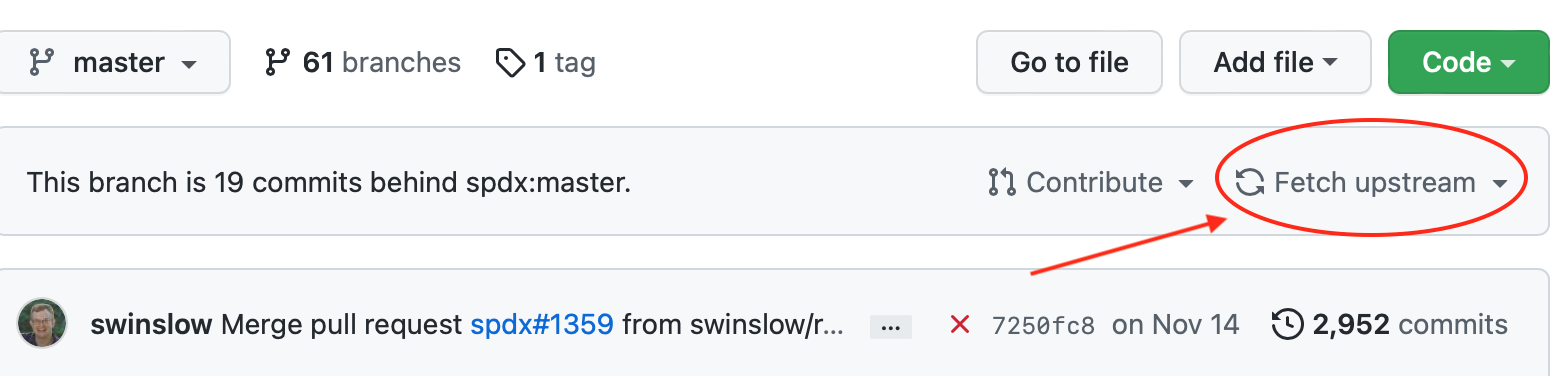 master 61 branches 1 tag Go to file Add file Code
This branch is 19 commits behind spdx:master. Contribute Fetch upstream
swinslow Merge pull request spdx#1359 from swinslow/r... ... 7250fc8 on Nov 14 2,952 commits